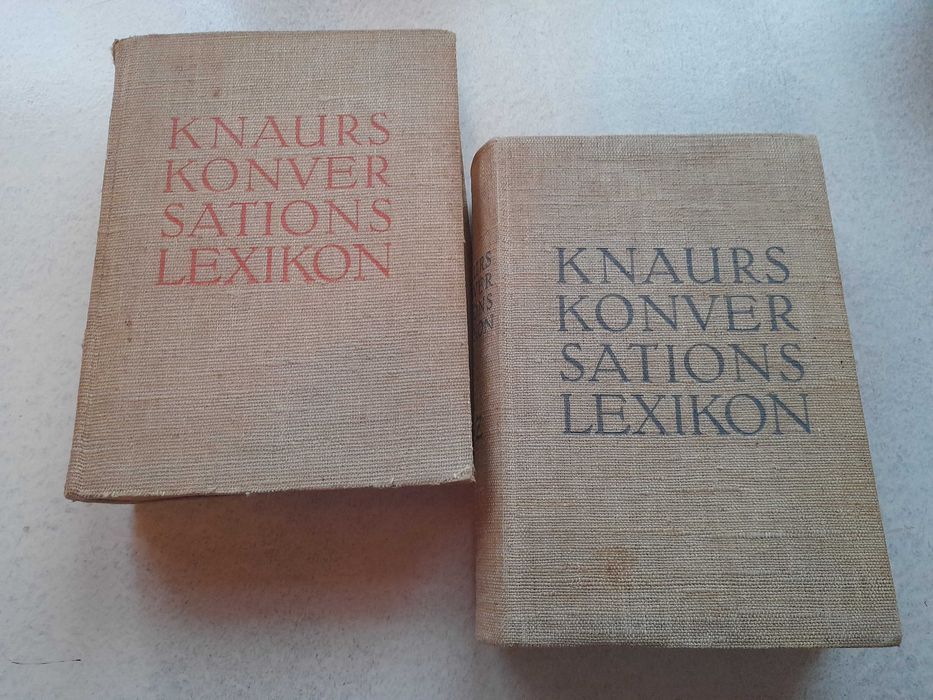 KNAURS
KONVER
SATIONS
LEXIKON
KNAURS
KONVER
SATIONS
LEXIKON